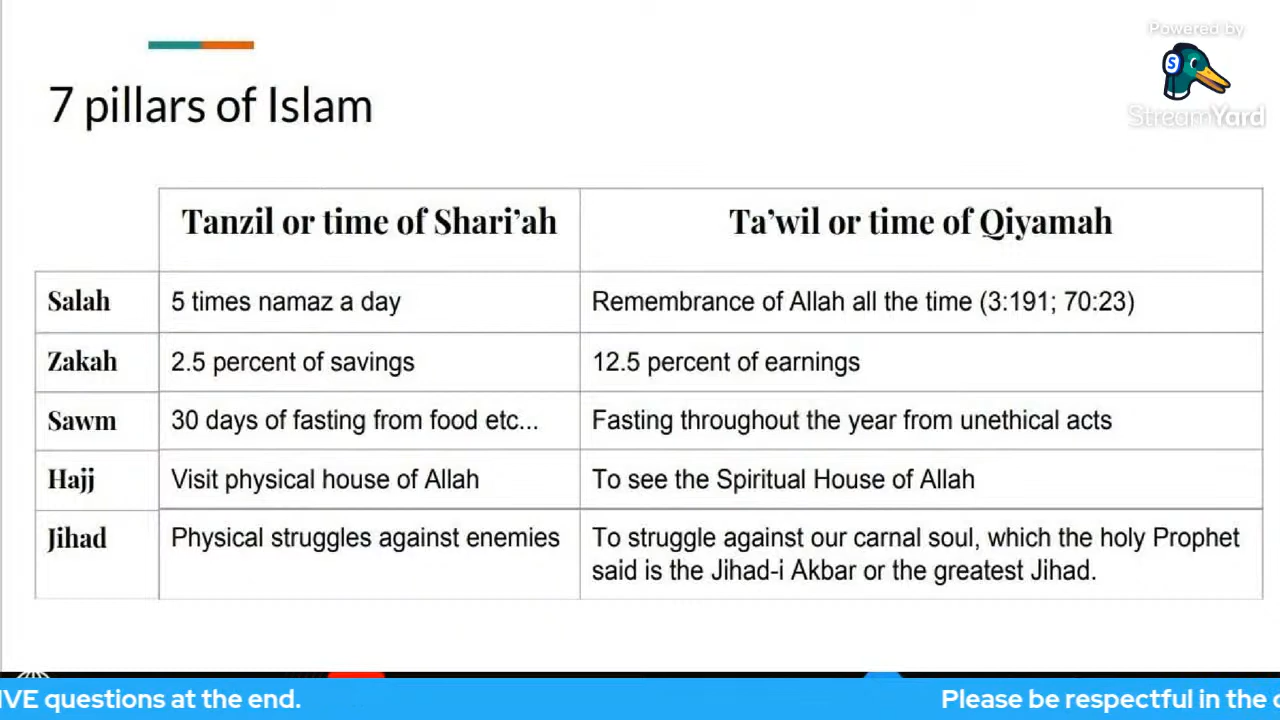 Powered by
StreamYard
7 pillars of Islam
Tanzil or time of Shari’ah
Ta’wil or time of Qiyamah
Salah
5 times namaz a day
Remembrance of Allah all the time (3:191; 70:23)
Zakah
2.5 percent of savings
12.5 percent of earnings
Sawm
30 days of fasting from food etc...
Fasting throughout the year from unethical acts
Hajj
Visit physical house of Allah
To see the Spiritual House of Allah
Jihad
Physical struggles against enemies
To struggle against our carnal soul, which the holy Prophet
said is the Jihad-i Akbar or the greatest Jihad.
IVE questions at the end.
Please be respectful in the